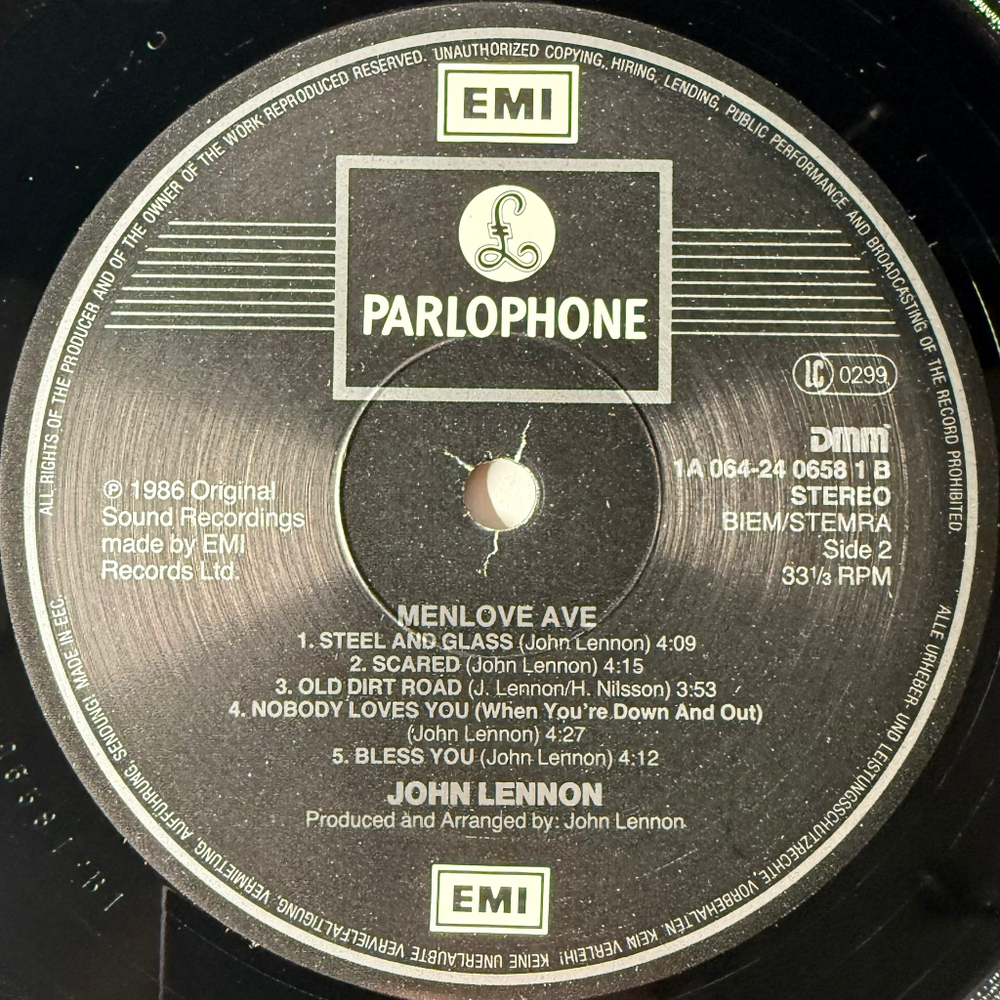 ALL RIGHTS OF THE PRODUCER AND OF THE OWNER OF THE WORK REPRODUCED RESERVED. UNAUTHORIZED COPYING, HIRING, LENDING, PUBLIC PERFORMANCE AND BROADCASTING OF THE RECORD PROHIBITED.
EMI
£
PARLOPHONE
LC 0299
DMM
1A 064-24 0658 1 B
STEREO
BIEM/STEMRA
Side 2
33⅓ RPM
℗ 1986 Original
Sound Recordings
made by EMI
Records Ltd.
MENLOVE AVE
1. STEEL AND GLASS (John Lennon) 4:09
2. SCARED (John Lennon) 4:15
3. OLD DIRT ROAD (J. Lennon/H. Nilsson) 3:53
4. NOBODY LOVES YOU (When You're Down And Out)
(John Lennon) 4:27
5. BLESS YOU (John Lennon) 4:12
JOHN LENNON
Produced and Arranged by: John Lennon
EMI
ALLE URHEBER- UND LEISTUNGSSCHUTZRECHTE VORBEHALTEN. KEIN VERLEIH! KEINE UNERLAUBTE VERVIELFÄLTIGUNG, VERMIETUNG, AUFFÜHRUNG, SENDUNG! MADE IN EEC.